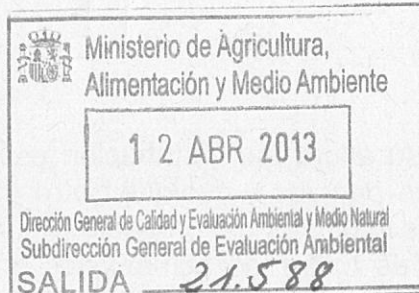 Ministerio de Agricultura,
Alimentación y Medio Ambiente
1 2 ABR 2013
Dirección General de Calidad y Evaluación Ambiental y Medio Natural
Subdirección General de Evaluación Ambiental
SALIDA 21.588